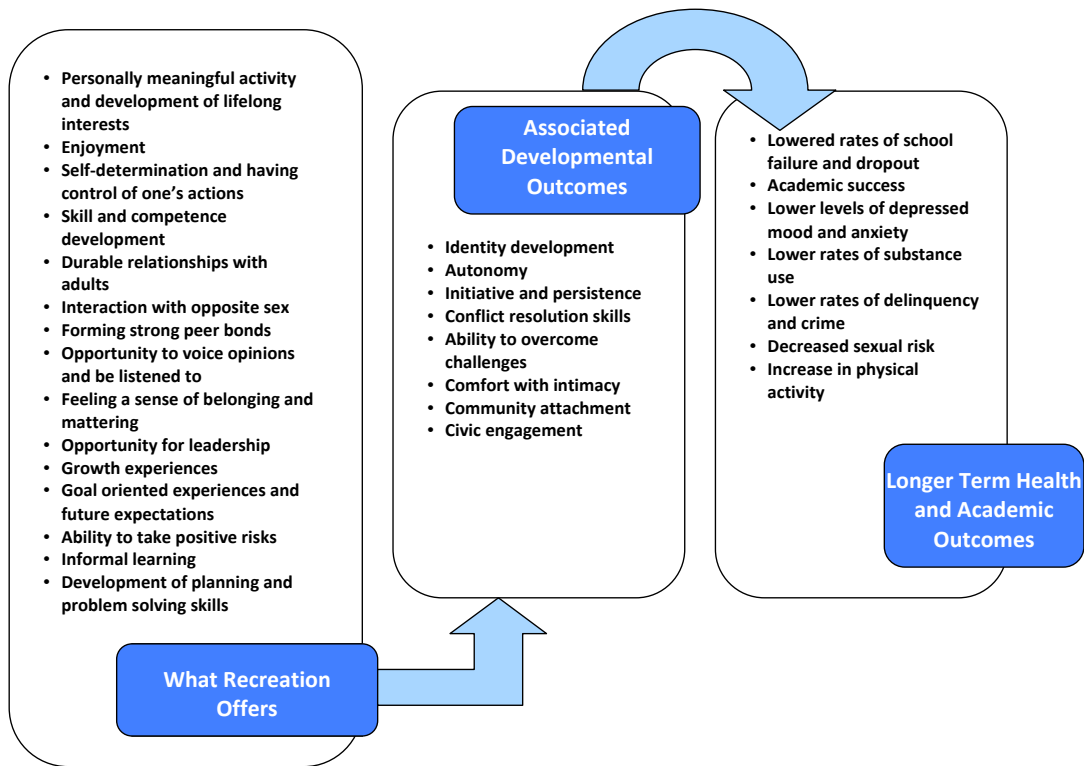 • Personally meaningful activity
and development of lifelong
interests
• Enjoyment
• Self-determination and having
control of one’s actions
• Skill and competence
development
• Durable relationships with
adults
• Interaction with opposite sex
• Forming strong peer bonds
• Opportunity to voice opinions
and be listened to
• Feeling a sense of belonging and
mattering
• Opportunity for leadership
• Growth experiences
• Goal oriented experiences and
future expectations
• Ability to take positive risks
• Informal learning
• Development of planning and
problem solving skills
What Recreation
Offers
Associated
Developmental
Outcomes
• Identity development
• Autonomy
• Initiative and persistence
• Conflict resolution skills
• Ability to overcome
challenges
• Comfort with intimacy
• Community attachment
• Civic engagement
• Lowered rates of school
failure and dropout
• Academic success
• Lower levels of depressed
mood and anxiety
• Lower rates of substance
use
• Lower rates of delinquency
and crime
• Decreased sexual risk
• Increase in physical
activity
Longer Term Health
and Academic
Outcomes